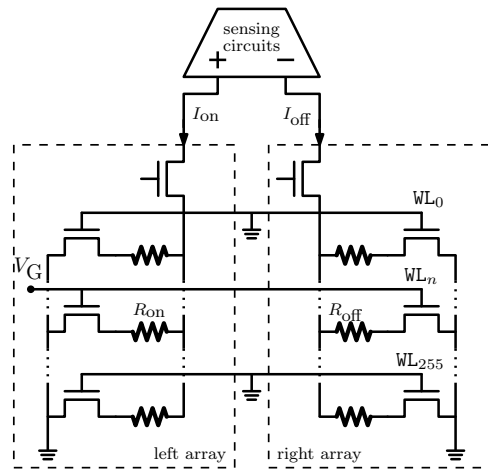 sensing
circuits
+ −
I_on I_off
WL_0
V_G
WL_n
R_on R_off
WL_255
left array right array